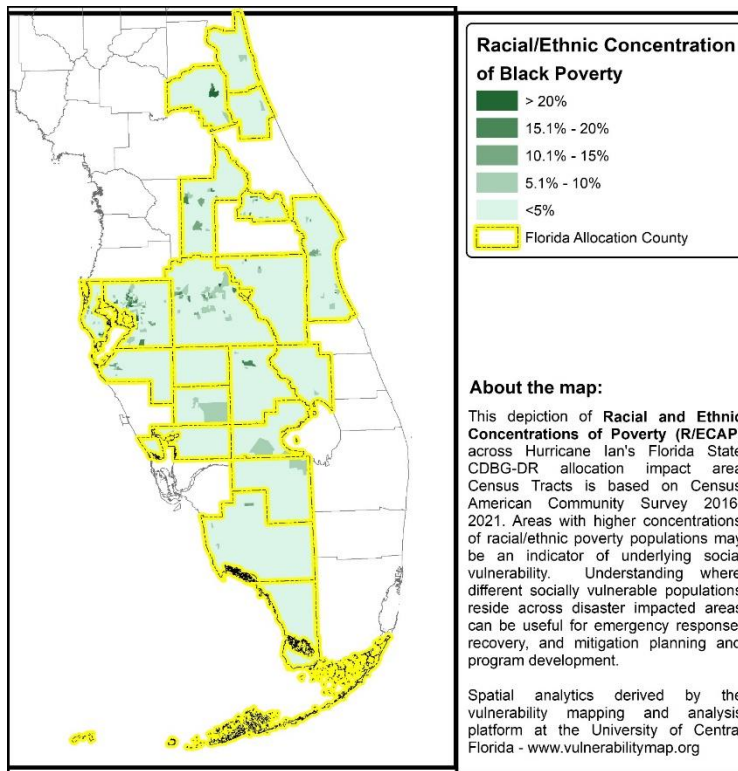 Racial/Ethnic Concentration
of Black Poverty
> 20%
15.1% - 20%
10.1% - 15%
5.1% - 10%
<5%
Florida Allocation County
About the map:
This depiction of Racial and Ethnic
Concentrations of Poverty (R/ECAP)
across Hurricane Ian's Florida State
CDBG-DR allocation impact area
Census Tracts is based on Census
American Community Survey 2016
2021. Areas with higher concentrations
of racial/ethnic poverty populations may
be an indicator of underlying social
vulnerability. Understanding where
different socially vulnerable populations
reside across disaster impacted areas
can be useful for emergency response
recovery, and mitigation planning and
program development.
Spatial analytics derived by the
vulnerability mapping and analysis
platform at the University of Central
Florida - www.vulnerabilitymap.org